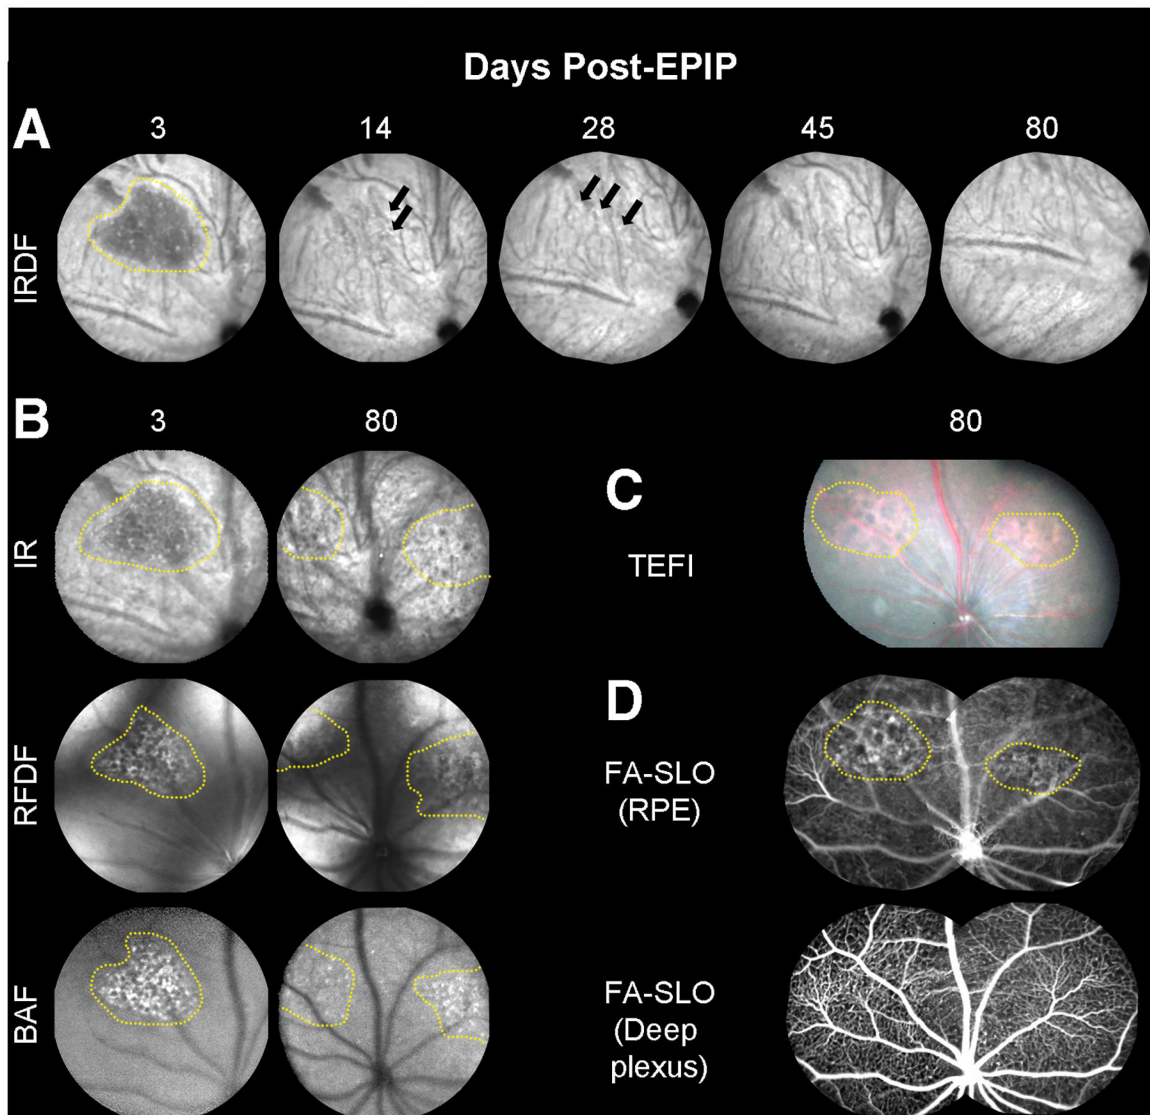 Days Post-EPIP
A
3 14 28 45 80
IRDF
B
3 80 80
IR
C
TEFI
RFDF
D
FA-SLO
(RPE)
BAF
FA-SLO
(Deep
plexus)